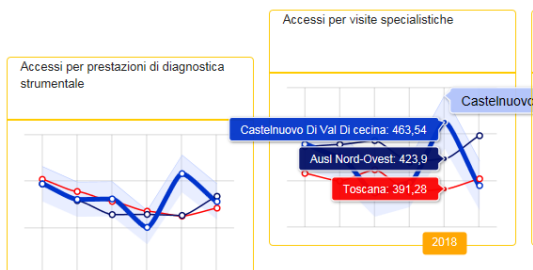 Accessi per visite specialistiche
Accessi per prestazioni di diagnostica
strumentale
Castelnuovo
Castelnuovo Di Val Di cecina: 463,54
Ausl Nord-Ovest: 423,9
Toscana: 391,28
2018